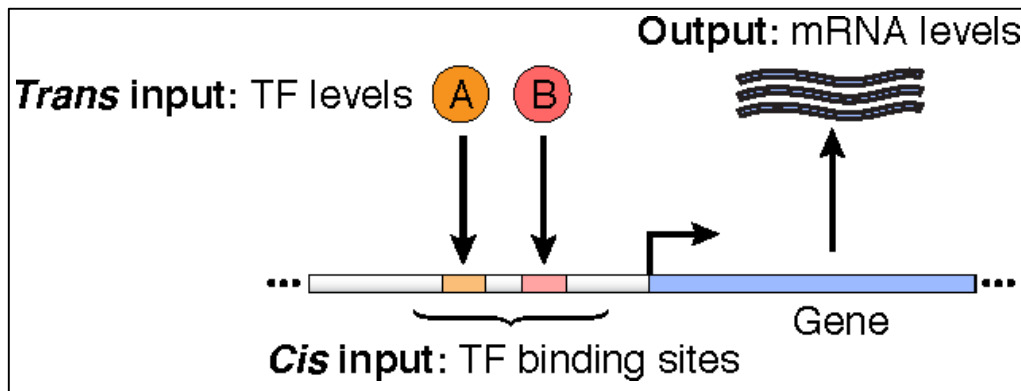 Output: mRNA levels
Trans input: TF levels
A
B
...
...
Gene
Cis input: TF binding sites